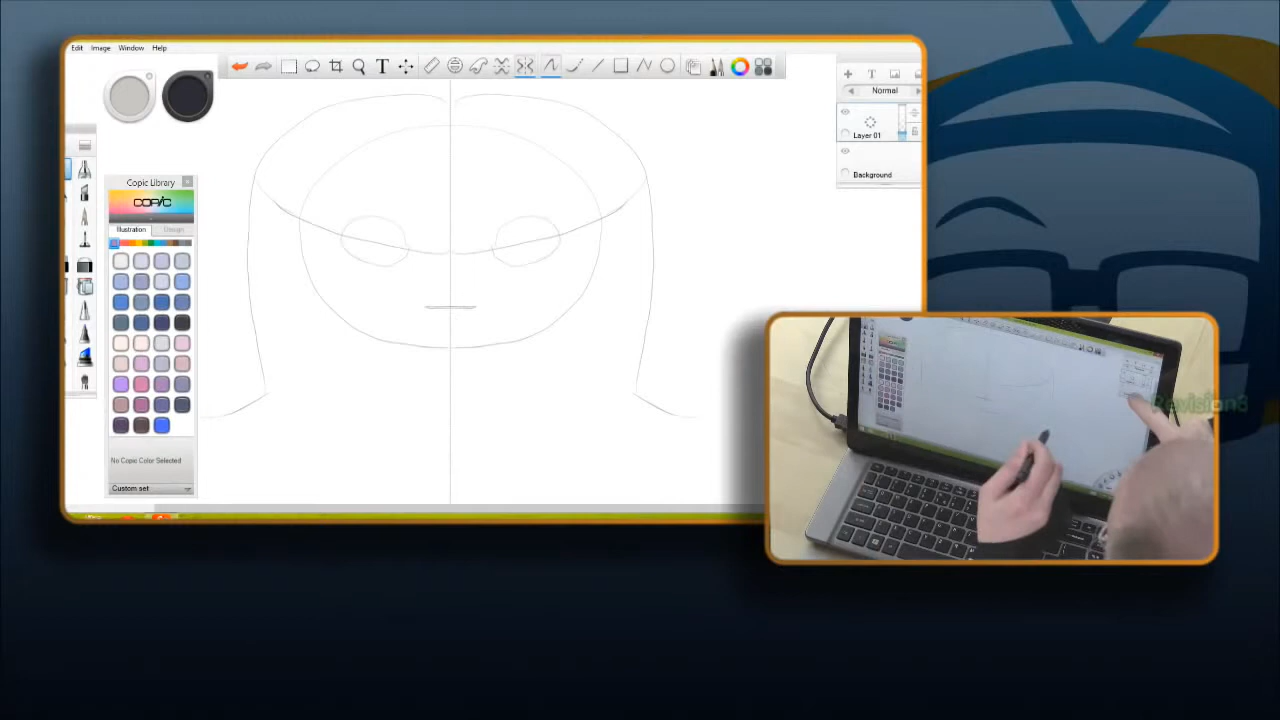 Edit Image Window Help
T
T
Normal
Layer 01
Background
Copic Library
COPIC
Illustration Design
No Copic Color Selected
Custom set
Revision3